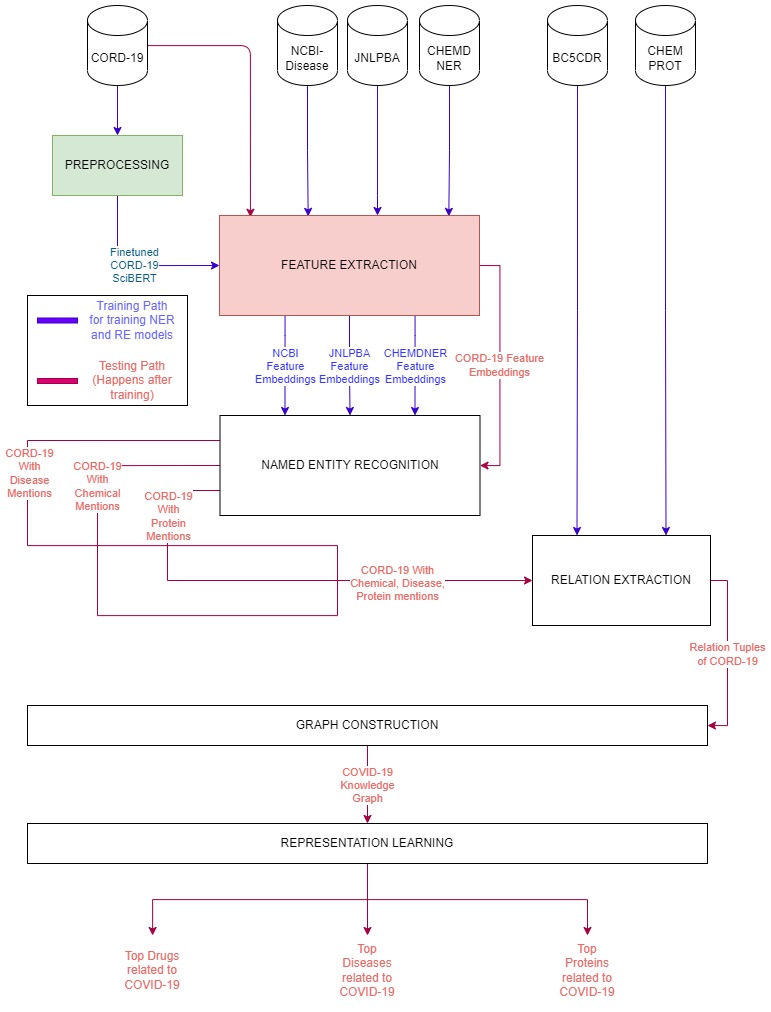 CORD-19
NCBI-
Disease
JNLPBA
CHEMD
NER
BC5CDR
CHEM
PROT
PREPROCESSING
Finetuned
CORD-19
SciBERT
FEATURE EXTRACTION
Training Path
for training NER
and RE models
Testing Path
(Happens after
training)
NCBI
Feature
Embeddings
JNLPBA
Feature
Embeddings
CHEMDNER
Feature
Embeddings
CORD-19 Feature
Embeddings
NAMED ENTITY RECOGNITION
CORD-19
With
Disease
Mentions
CORD-19
With
Chemical
Mentions
CORD-19
With
Protein
Mentions
CORD-19 With
Chemical, Disease,
Protein mentions
RELATION EXTRACTION
Relation Tuples
of CORD-19
GRAPH CONSTRUCTION
COVID-19
Knowledge
Graph
REPRESENTATION LEARNING
Top Drugs
related to
COVID-19
Top
Diseases
related to
COVID-19
Top
Proteins
related to
COVID-19